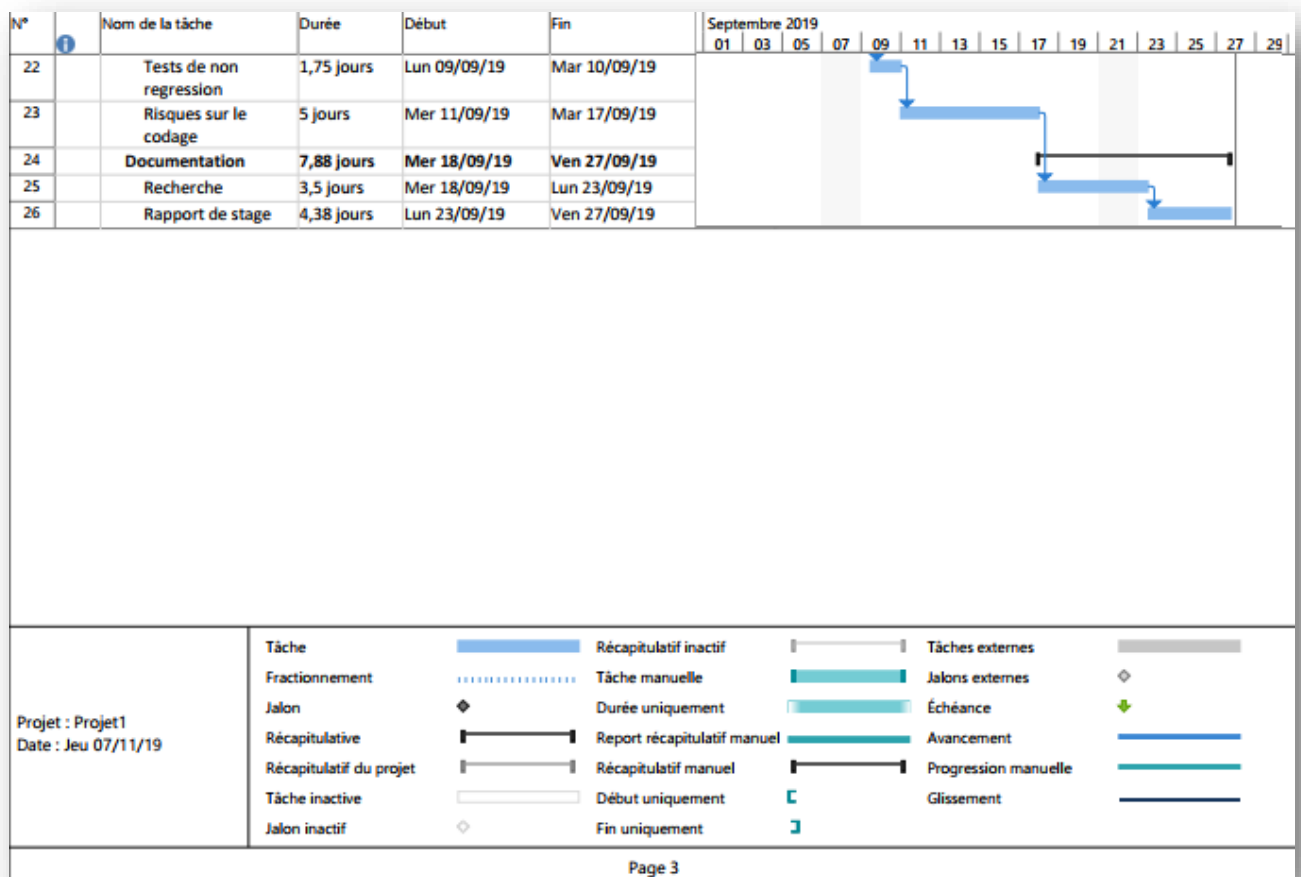 N° Nom de la tâche Durée Début Fin Septembre 2019
01 03 05 07 09 11 13 15 17 19 21 23 25 27 29
22 Tests de non 1,75 jours Lun 09/09/19 Mar 10/09/19
regression
23 Risques sur le 5 jours Mer 11/09/19 Mar 17/09/19
codage
24 Documentation 7,88 jours Mer 18/09/19 Ven 27/09/19
25 Recherche 3,5 jours Mer 18/09/19 Lun 23/09/19
26 Rapport de stage 4,38 jours Lun 23/09/19 Ven 27/09/19
Projet : Projet1
Date : Jeu 07/11/19
Tâche Récapitulatif inactif Tâches externes
Fractionnement Tâche manuelle Jalons externes
Jalon Durée uniquement Échéance
Récapitulative Report récapitulatif manuel Avancement
Récapitulatif du projet Récapitulatif manuel Progression manuelle
Tâche inactive Début uniquement Glissement
Jalon inactif Fin uniquement
Page 3